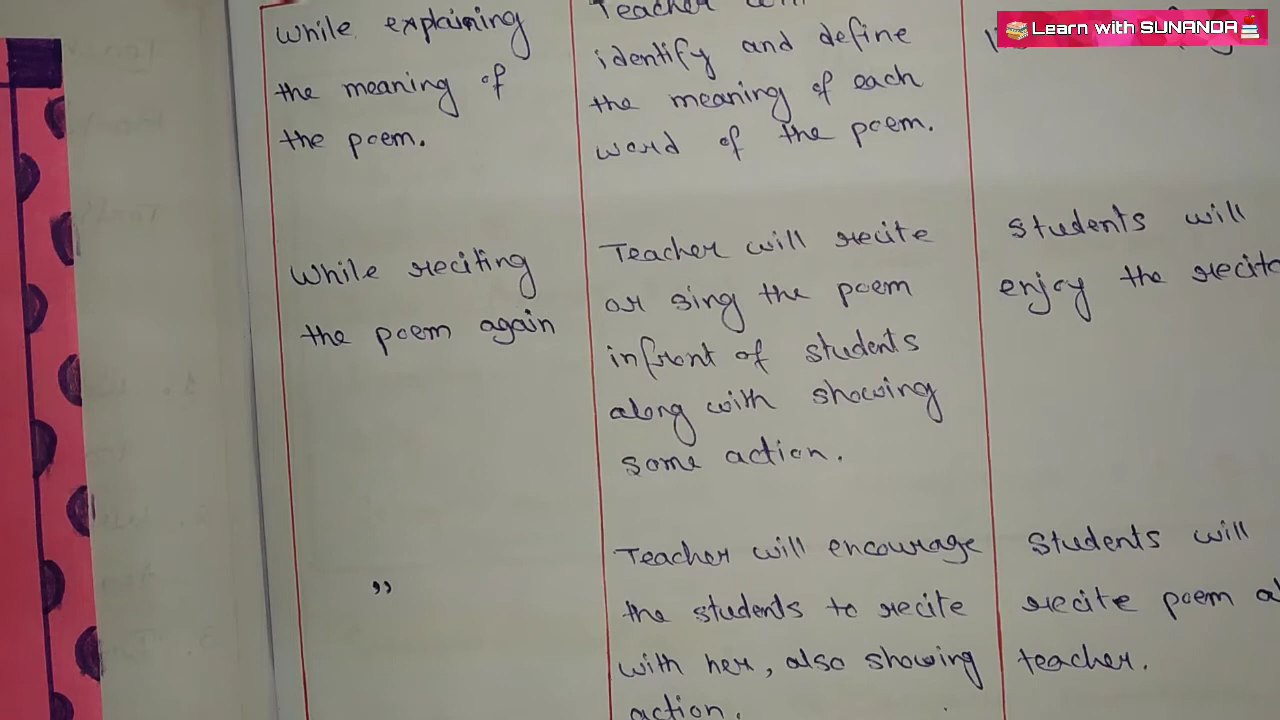 Learn with SUNANDA
While explaining
the meaning of
the poem.
Teacher will
identify and define
the meaning of each
word of the poem.
While reciting
the poem again
Teacher will recite
or sing the poem
infront of students
along with showing
some action.
Students will
enjoy the
”
Teacher will encourage
the students to recite
with her, also showing
action.
Students will
recite poem
teacher.